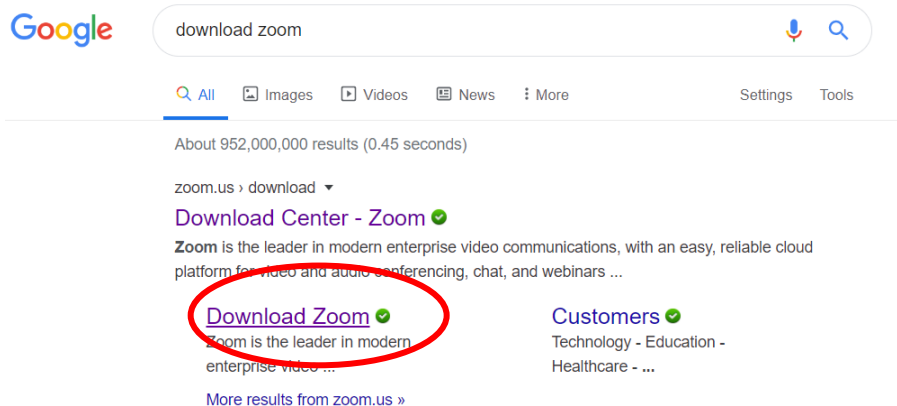 Google
download zoom
All Images Videos News More Settings Tools
About 952,000,000 results (0.45 seconds)
zoom.us › download
Download Center - Zoom
Zoom is the leader in modern enterprise video communications, with an easy, reliable cloud
platform for video and audio conferencing, chat, and webinars ...
Download Zoom
Zoom is the leader in modern
enterprise video ...
Customers
Technology - Education -
Healthcare - ...
More results from zoom.us »